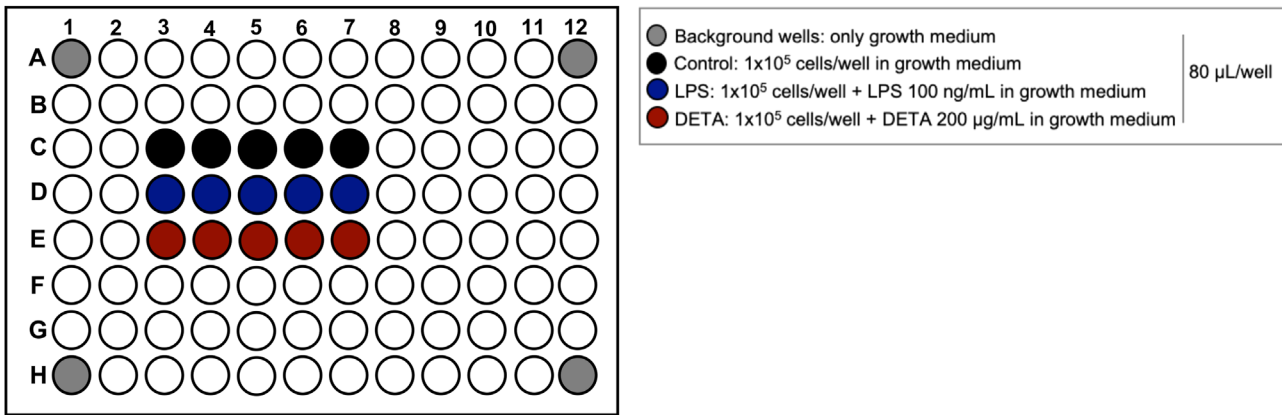 1 2 3 4 5 6 7 8 9 10 11 12
A
B
C
D
E
F
G
H
Background wells: only growth medium
Control: 1x10⁵ cells/well in growth medium
LPS: 1x10⁵ cells/well + LPS 100 ng/mL in growth medium
DETA: 1x10⁵ cells/well + DETA 200 µg/mL in growth medium
80 µL/well